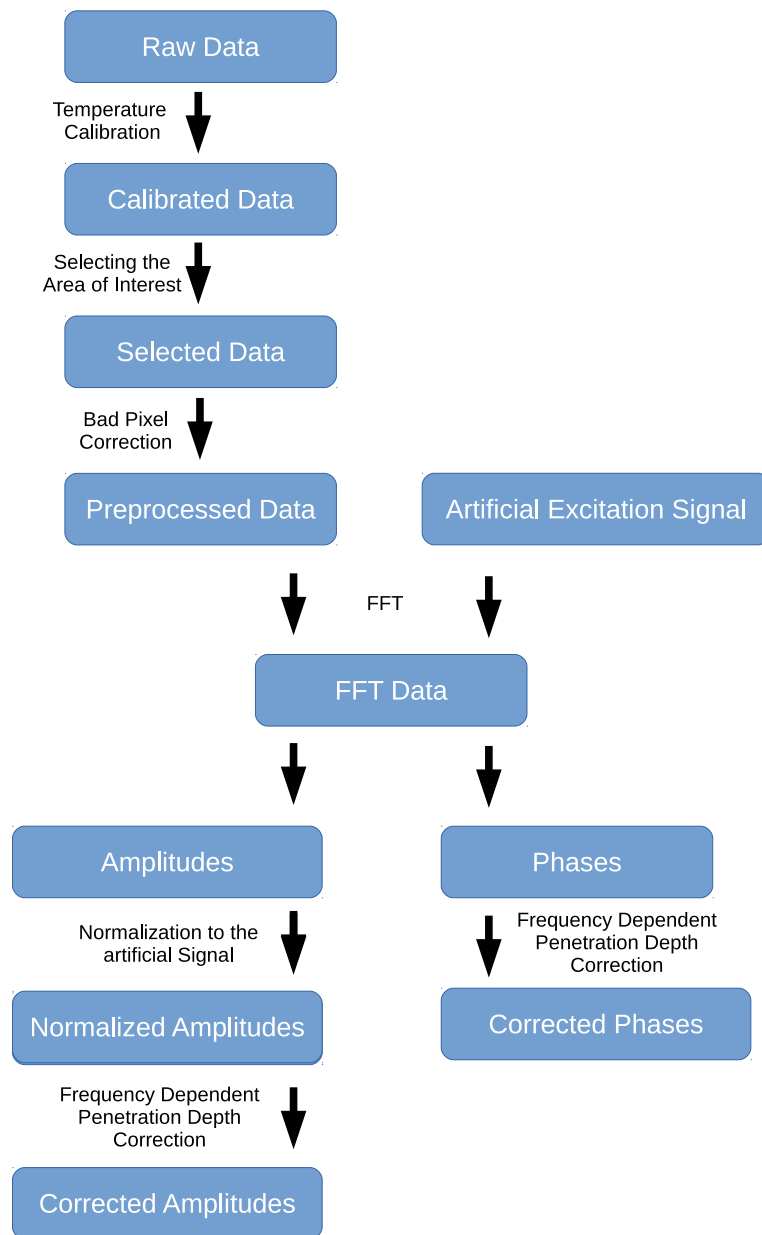 Raw Data
Temperature
Calibration
Calibrated Data
Selecting the
Area of Interest
Selected Data
Bad Pixel
Correction
Preprocessed Data
Artificial Excitation Signal
FFT
FFT Data
Amplitudes
Phases
Normalization to the
artificial Signal
Frequency Dependent
Penetration Depth
Correction
Normalized Amplitudes
Corrected Phases
Frequency Dependent
Penetration Depth
Correction
Corrected Amplitudes